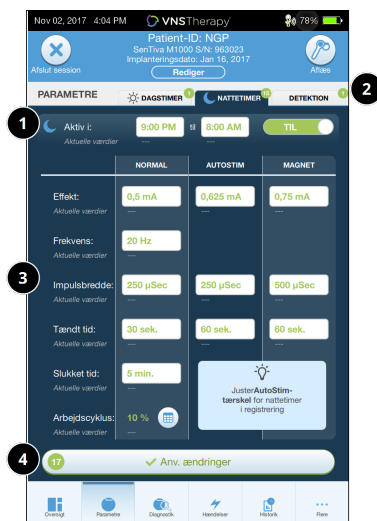 Nov 02, 2017 4:04 PM VNSTherapy® 78%
Patient-ID: NGP
SenTiva M1000 S/N: 963023
Implanteringsdato: Jan 16, 2017
Afslut session Rediger Aflæs
PARAMETRE DAGSTIMER NATTETIMER DETEKTION
2
1
Aktiv i: 9:00 PM til 8:00 AM TIL
Aktuelle værdier --- ---
NORMAL AUTOSTIM MAGNET
Effekt: 0,5 mA 0,625 mA 0,75 mA
Aktuelle værdier --- --- ---
Frekvens: 20 Hz
Aktuelle værdier ---
3
Impulsbredde: 250 µSec 250 µSec 500 µSec
Aktuelle værdier --- --- ---
Tændt tid: 30 sek. 60 sek. 60 sek.
Aktuelle værdier --- --- ---
Slukket tid: 5 min.
Aktuelle værdier ---
JusterAutoStim-
tærskel for nattetimer
i registrering
Arbejdscyklus: 10 %
Aktuelle værdier ---
4
17 Anv. ændringer
Oversigt Parametre Diagnostik Hændelser Historik Flere